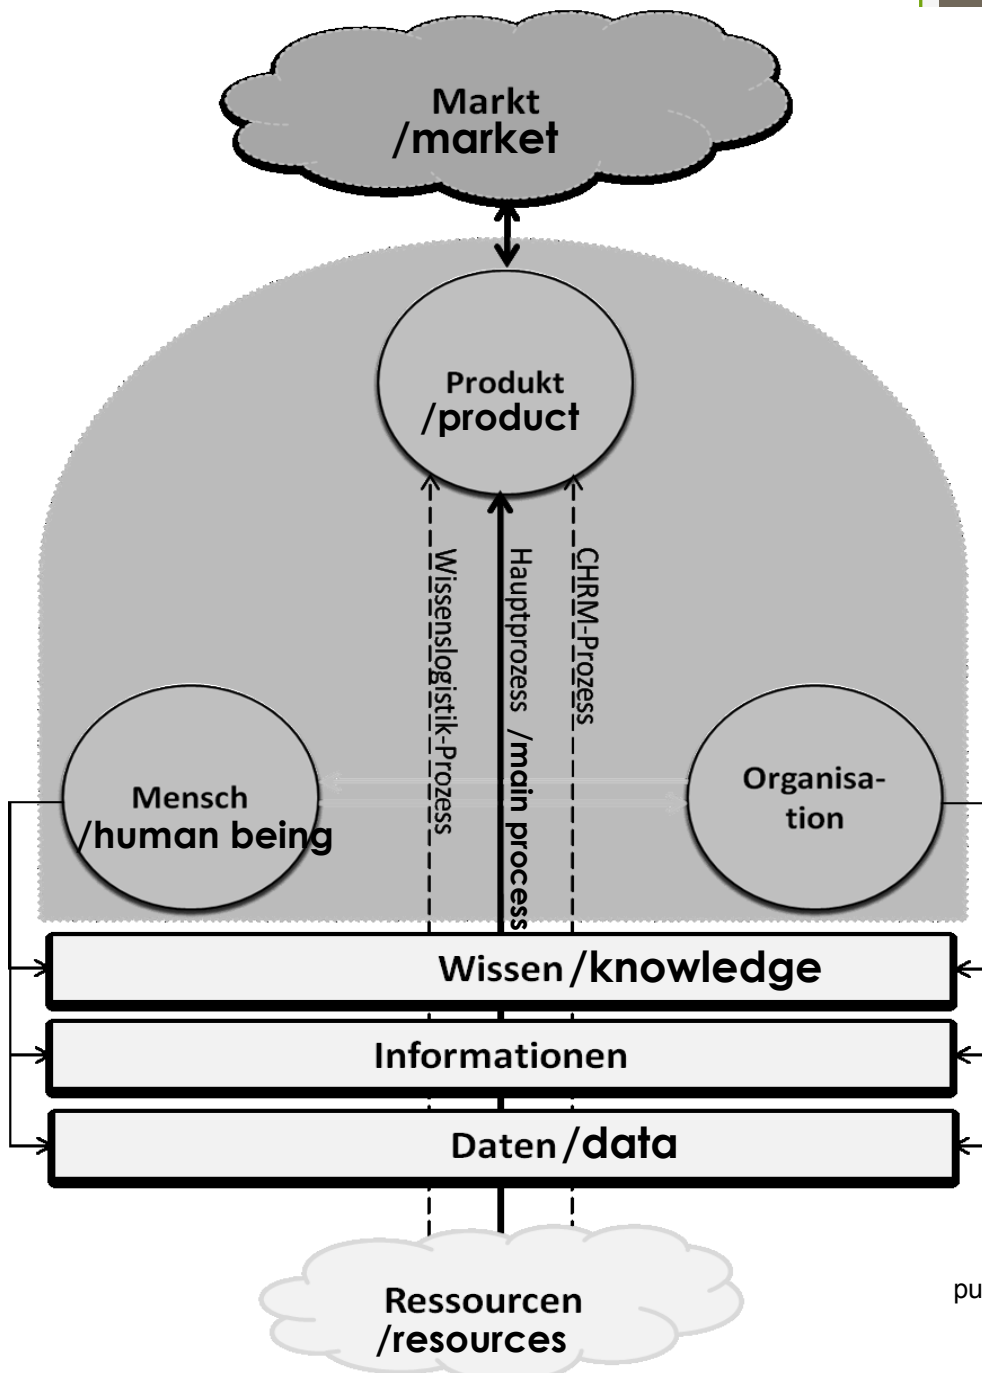 Markt
/market
Produkt
/product
Wissenslogistik-Prozess
Hauptprozess /main process
CHRM-Prozess
Mensch
/human being
Organisa-
tion
Wissen /knowledge
Informationen
Daten /data
Ressourcen
/resources
pu